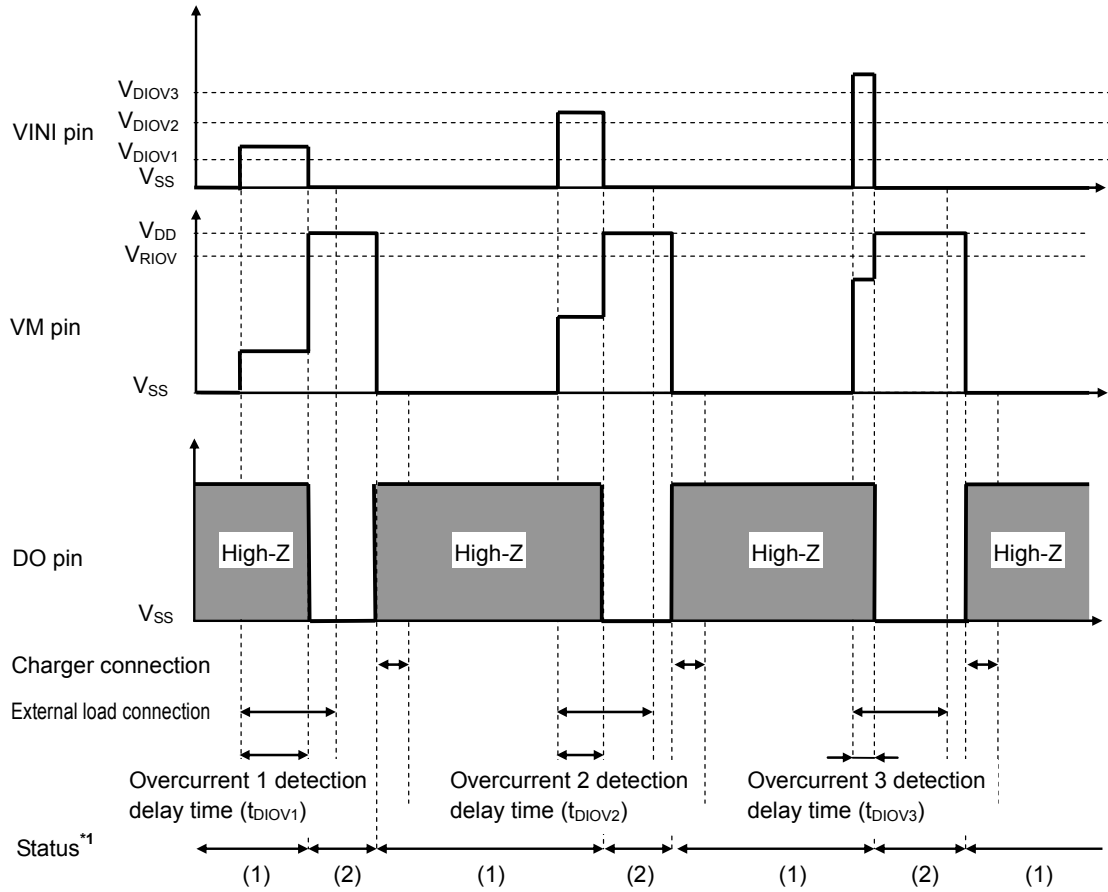 VDIOV3
VDIOV2
VINI pin
VDIOV1
VSS
VDD
VRIOV
VM pin
VSS
High-Z High-Z High-Z High-Z
DO pin
VSS
Charger connection
External load connection
Overcurrent 1 detection
delay time (tDIOV1)
Overcurrent 2 detection
delay time (tDIOV2)
Overcurrent 3 detection
delay time (tDIOV3)
Status*1
(1) (2) (1) (2) (1) (2) (1)